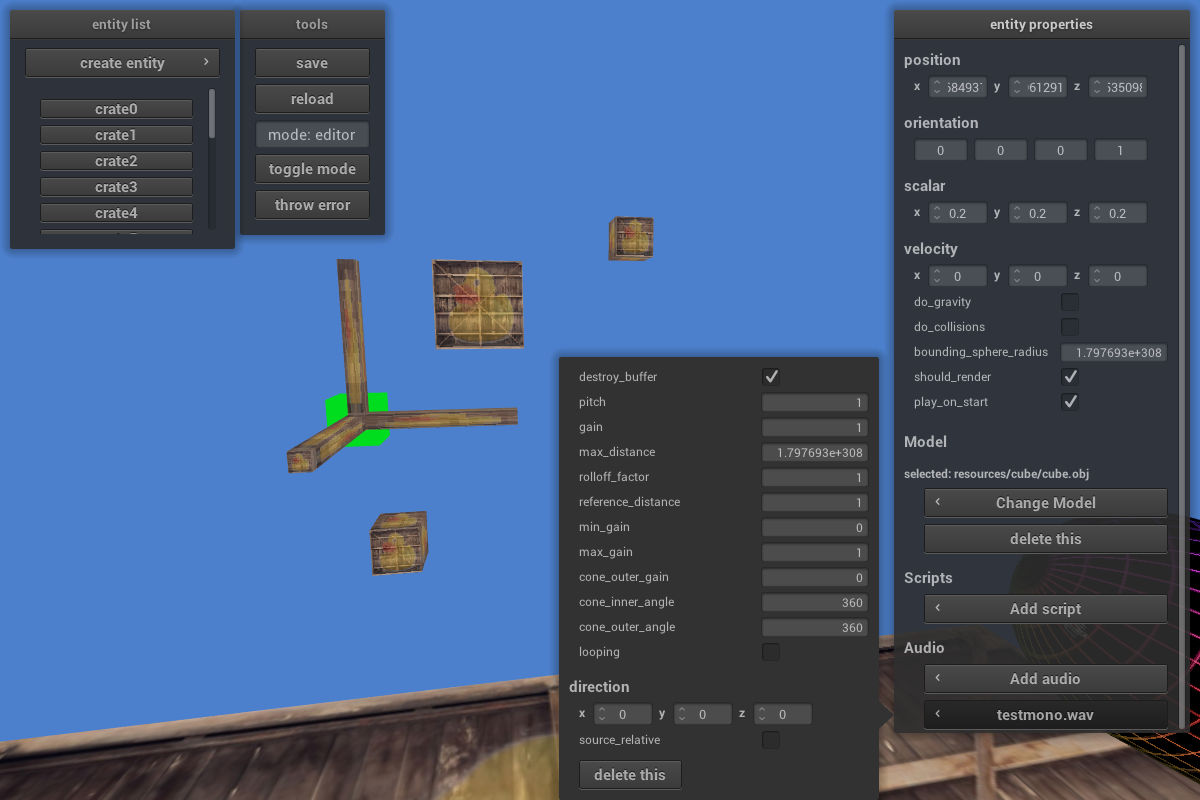 entity list
create entity
crate0
crate1
crate2
crate3
crate4
tools
save
reload
mode: editor
toggle mode
throw error
destroy_buffer
pitch 1
gain 1
max_distance 1.797693e+308
rolloff_factor 1
reference_distance 1
min_gain 0
max_gain 1
cone_outer_gain 0
cone_inner_angle 360
cone_outer_angle 360
looping
direction
x 0 y 0 z 0
source_relative
delete this
entity properties
position
x y 61291 z 535098
orientation
0 0 0 1
scalar
x 0.2 y 0.2 z 0.2
velocity
x 0 y 0 z 0
do_gravity
do_collisions
bounding_sphere_radius 1.797693e+308
should_render
play_on_start
Model
selected: resources/cube/cube.obj
Change Model
delete this
Scripts
Add script
Audio
Add audio
testmono.wav